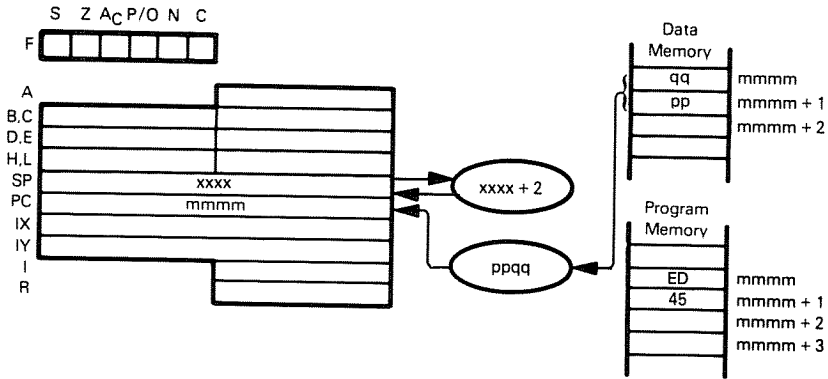 S Z AC P/O N C
F
A
B,C
D,E
H,L
SP xxxx
PC mmmm
IX
IY
I
R
xxxx + 2
ppqq
Data
Memory
qq mmmm
pp mmmm + 1
mmmm + 2
Program
Memory
ED mmmm
45 mmmm + 1
mmmm + 2
mmmm + 3